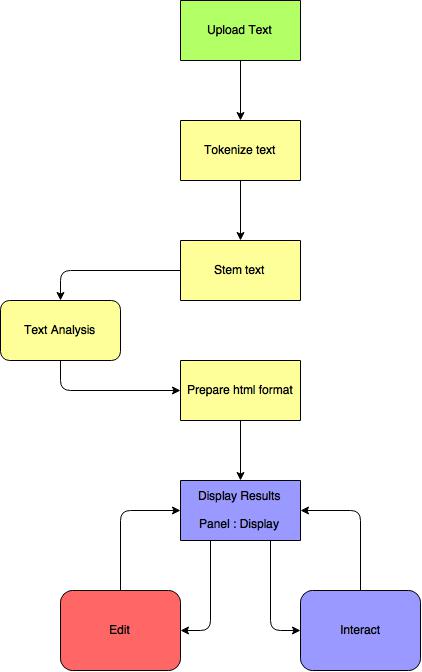 Upload Text
Tokenize text
Stem text
Text Analysis
Prepare html format
Display Results
Panel : Display
Edit
Interact